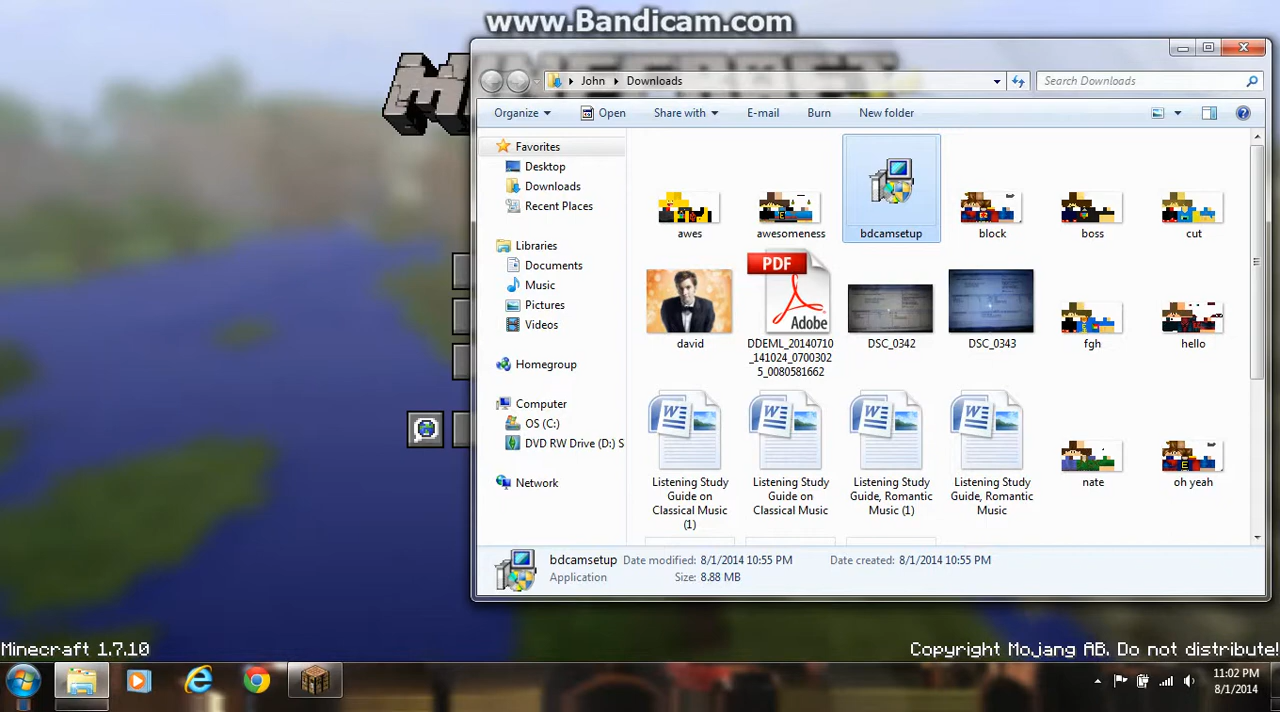 www.Bandicam.com
John Downloads
Search Downloads
Organize Open Share with E-mail Burn New folder
Favorites
Desktop
Downloads
Recent Places
Libraries
Documents
Music
Pictures
Videos
Homegroup
Computer
OS (C:)
DVD RW Drive (D:) S
Network
awes awesomeness bdcamsetup block boss cut
PDF
Adobe
david
DDEML_20140710
_141024_0700302
5_0080581662
DSC_0342 DSC_0343 fgh hello
Listening Study
Guide on
Classical Music
(1)
Listening Study
Guide on
Classical Music
Listening Study
Guide, Romantic
Music (1)
Listening Study
Guide, Romantic
Music
nate oh yeah
bdcamsetup Date modified: 8/1/2014 10:55 PM Date created: 8/1/2014 10:55 PM
Application Size: 8.88 MB
Minecraft 1.7.10
Copyright Mojang AB. Do not distribute!
11:02 PM
8/1/2014